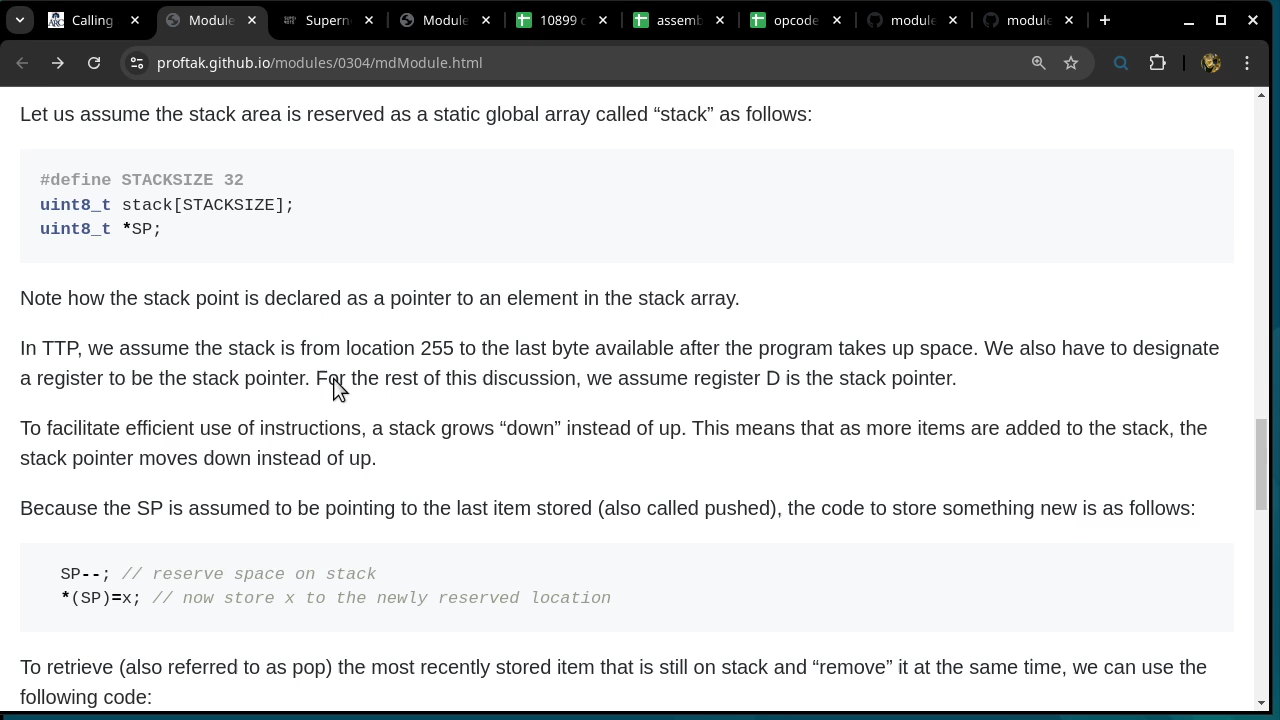 Calling
Module
Supern
Module
10899 c
assemb
opcode
module
module
proftak.github.io/modules/0304/mdModule.html
Let us assume the stack area is reserved as a static global array called “stack” as follows:
#define STACKSIZE 32
uint8_t stack[STACKSIZE];
uint8_t *SP;
Note how the stack point is declared as a pointer to an element in the stack array.
In TTP, we assume the stack is from location 255 to the last byte available after the program takes up space. We also have to designate
a register to be the stack pointer. For the rest of this discussion, we assume register D is the stack pointer.
To facilitate efficient use of instructions, a stack grows “down” instead of up. This means that as more items are added to the stack, the
stack pointer moves down instead of up.
Because the SP is assumed to be pointing to the last item stored (also called pushed), the code to store something new is as follows:
SP--; // reserve space on stack
*(SP)=x; // now store x to the newly reserved location
To retrieve (also referred to as pop) the most recently stored item that is still on stack and “remove” it at the same time, we can use the
following code: